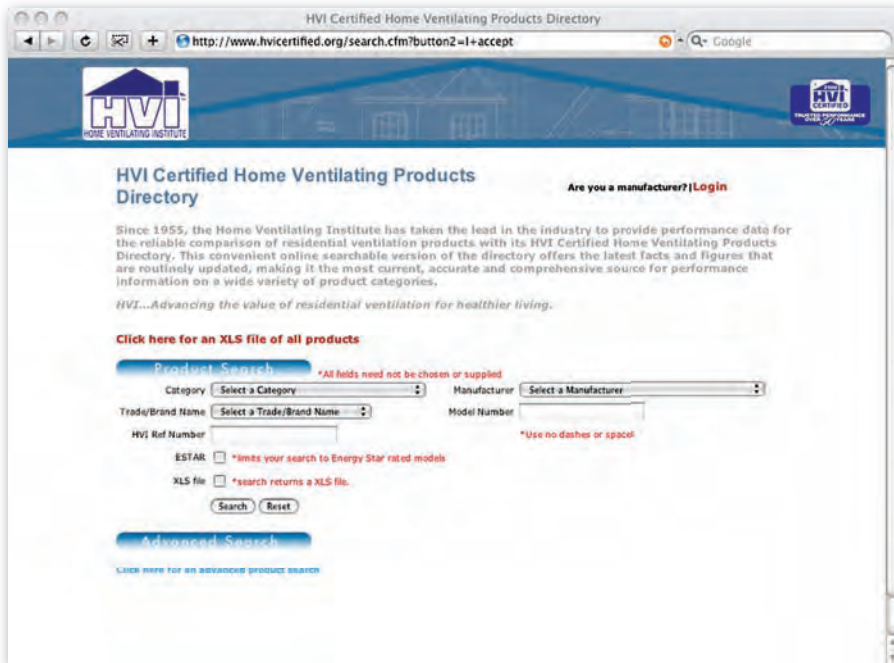 HVI Certified Home Ventilating Products Directory
http://www.hvicertified.org/search.cfm?button2=I+accept
Google
HVI
HOME VENTILATING INSTITUTE
HVI
CERTIFIED
TRUSTED PERFORMANCE
OVER 50 YEARS
HVI Certified Home Ventilating Products
Directory
Are you a manufacturer?|Login
Since 1955, the Home Ventilating Institute has taken the lead in the industry to provide performance data for
the reliable comparison of residential ventilation products with its HVI Certified Home Ventilating Products
Directory. This convenient online searchable version of the directory offers the latest facts and figures that
are routinely updated, making it the most current, accurate and comprehensive source for performance
information on a wide variety of product categories.
HVI...Advancing the value of residential ventilation for healthier living.
Click here for an XLS file of all products
Product Search *All fields need not be chosen or supplied
Category Select a Category Manufacturer Select a Manufacturer
Trade/Brand Name Select a Trade/Brand Name Model Number
HVI Ref Number *Use no dashes or spaces
ESTAR *limits your search to Energy Star rated models
XLS file *search returns a XLS file.
Search Reset
Advanced Search
Click here for an advanced product search